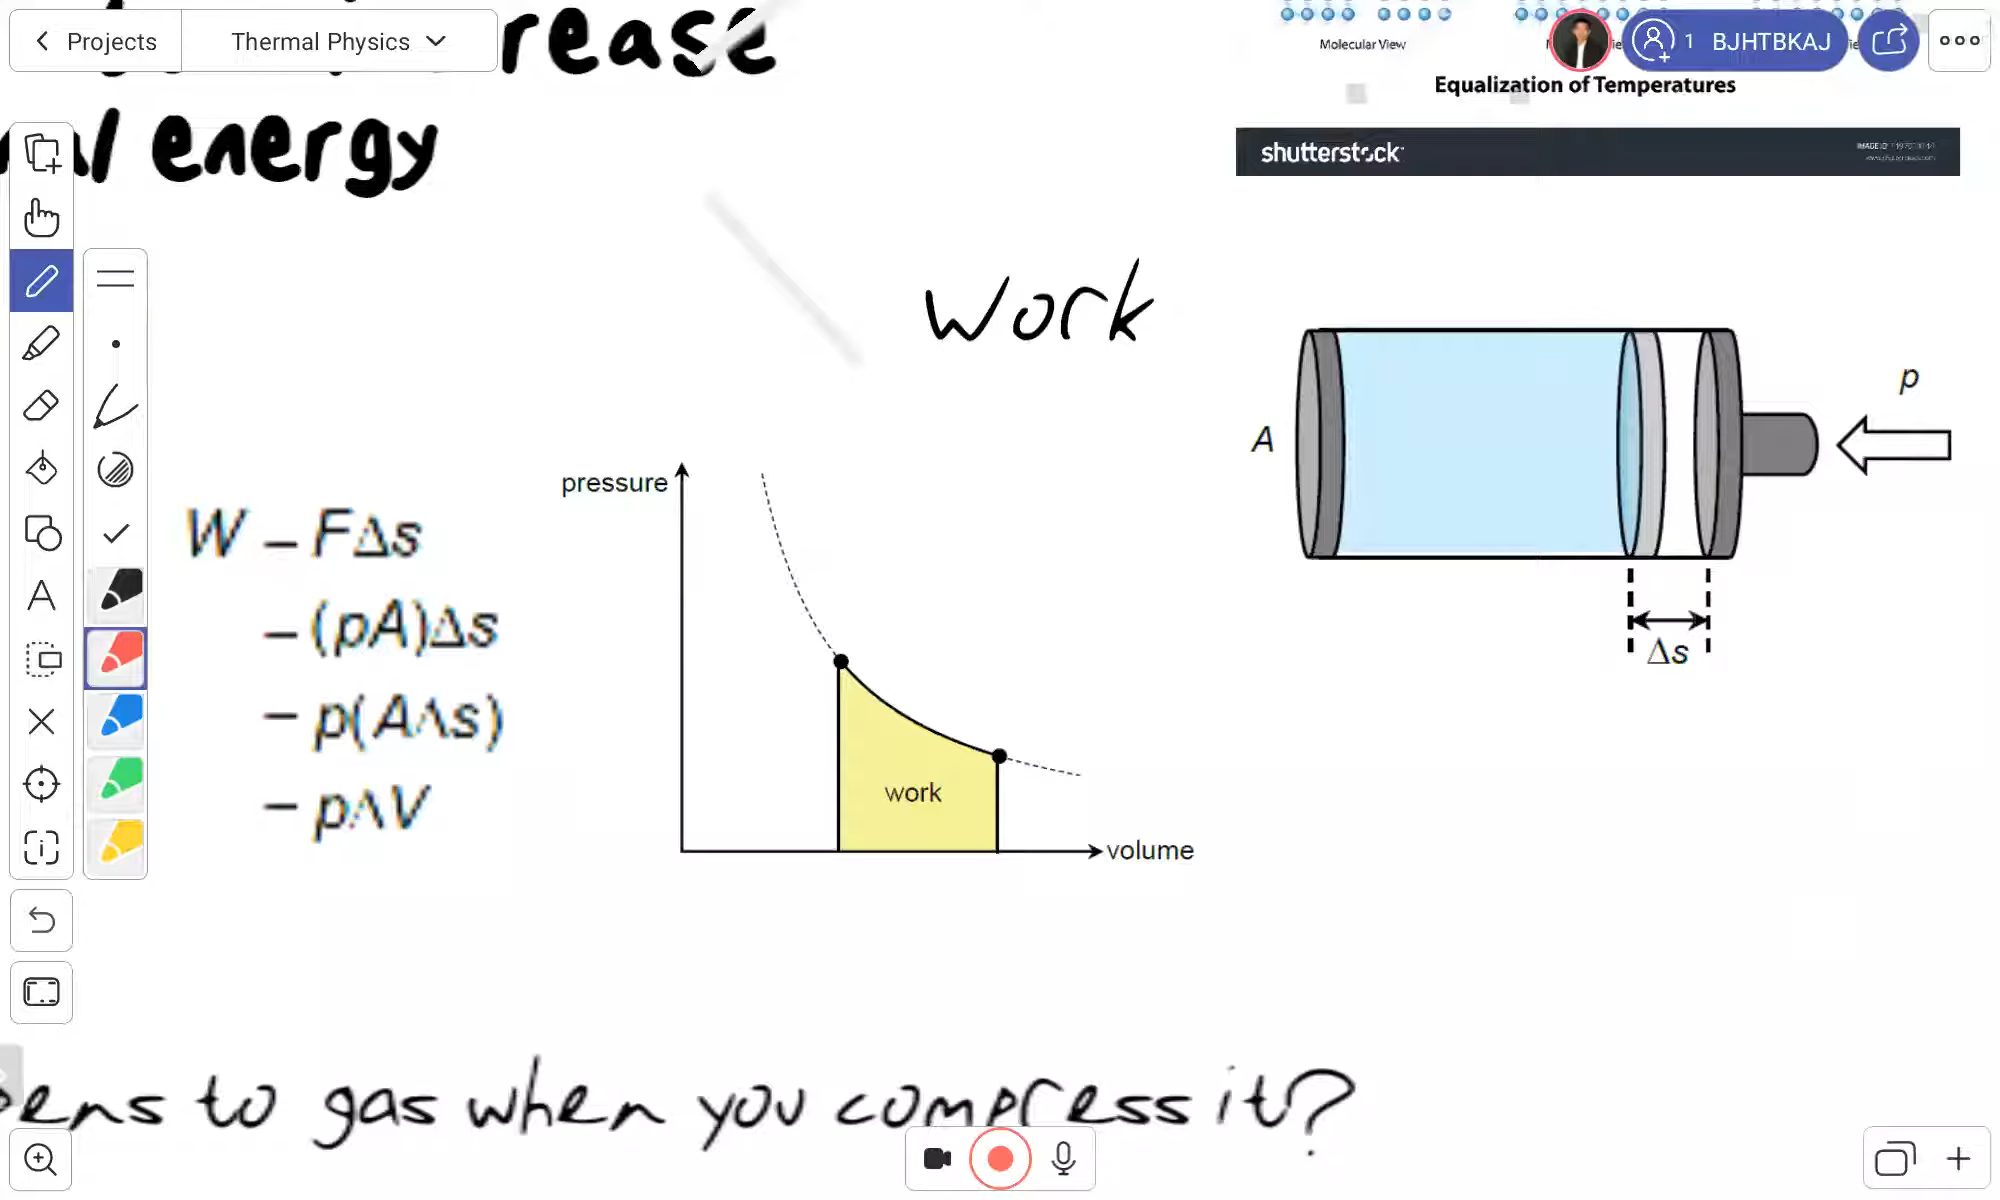 Projects
Thermal Physics
rease
energy
Molecular View
1 BJHTBKAJ
Equalization of Temperatures
shutterstock
Work
A
p
Δs
W – FΔs
– (pA)Δs
– p(AΔs)
– pΔV
pressure
work
volume
to gas when you compress it?